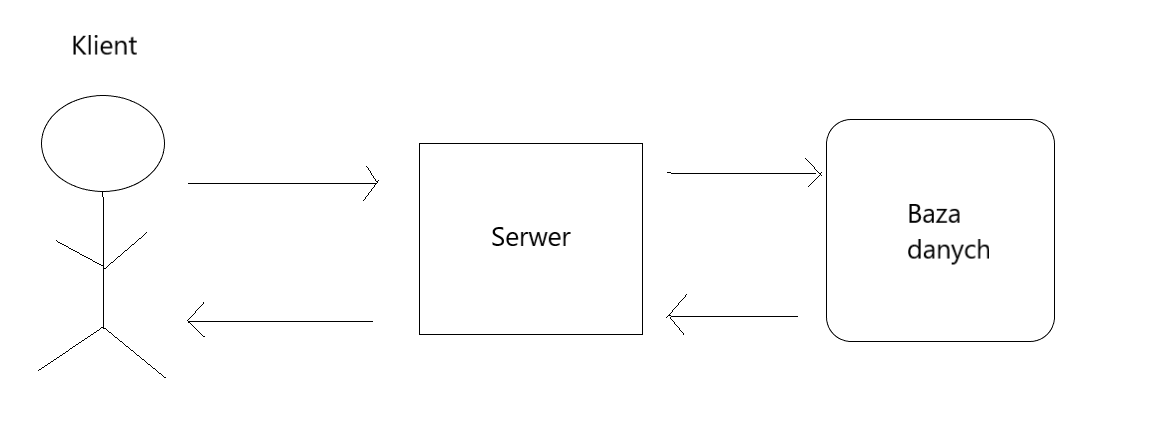 Klient
Serwer
Baza
danych